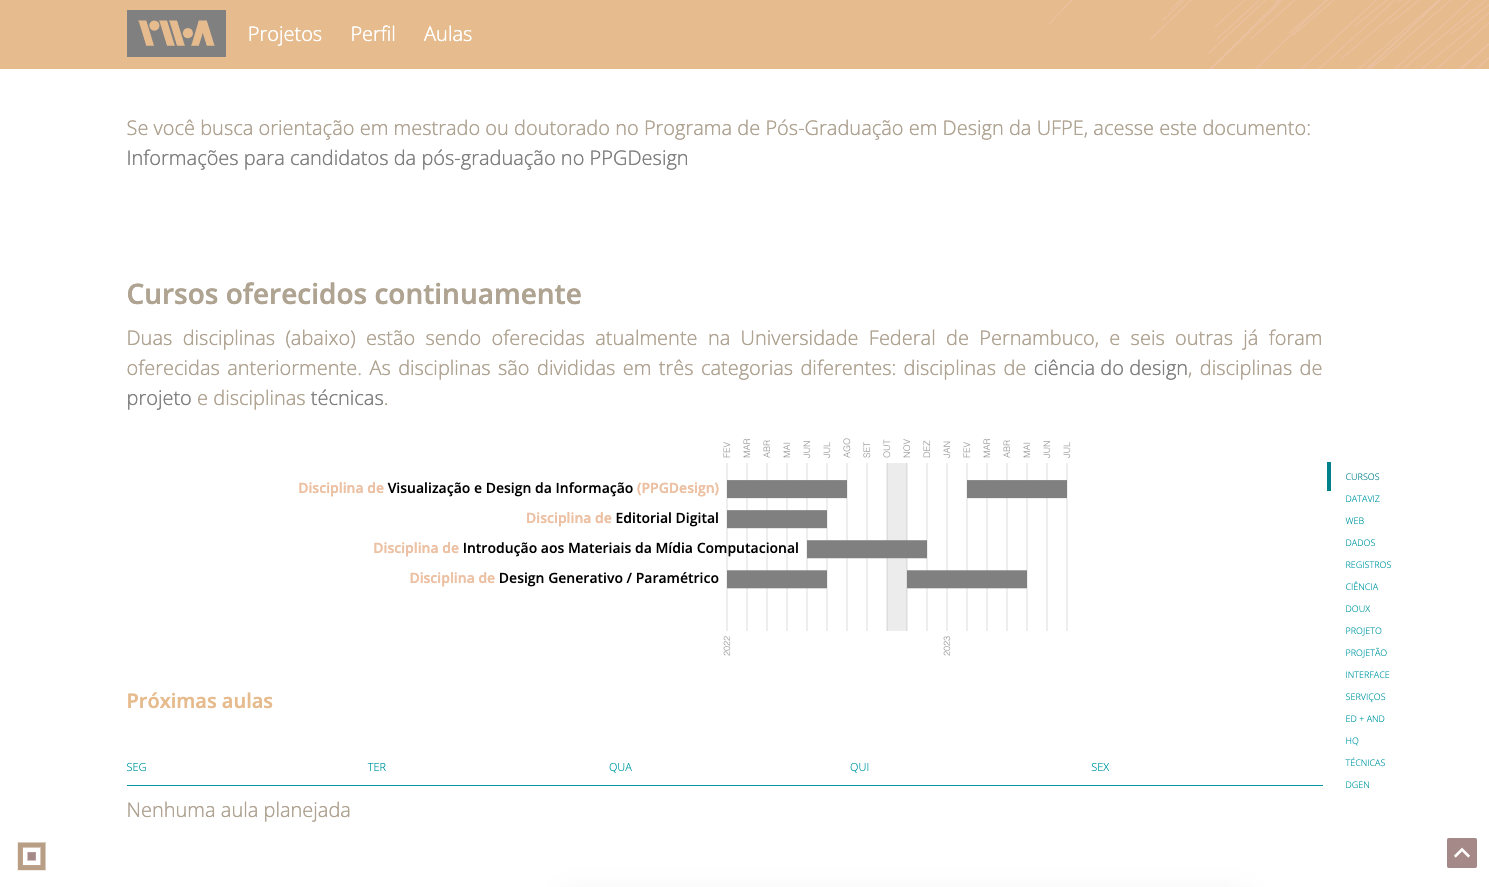 Projetos Perfil Aulas
Se você busca orientação em mestrado ou doutorado no Programa de Pós-Graduação em Design da UFPE, acesse este documento:
Informações para candidatos da pós-graduação no PPGDesign
Cursos oferecidos continuamente
Duas disciplinas (abaixo) estão sendo oferecidas atualmente na Universidade Federal de Pernambuco, e seis outras já foram
oferecidas anteriormente. As disciplinas são divididas em três categorias diferentes: disciplinas de ciência do design, disciplinas de
projeto e disciplinas técnicas.
FEV MAR ABR MAI JUN JUL AGO SET OUT NOV DEZ JAN FEV MAR ABR MAI JUN JUL
Disciplina de Visualização e Design da Informação (PPGDesign)
Disciplina de Editorial Digital
Disciplina de Introdução aos Materiais da Mídia Computacional
Disciplina de Design Generativo / Paramétrico
2022 2023
CURSOS
DATAVIZ
WEB
DADOS
REGISTROS
CIÊNCIA
DOUX
PROJETO
PROJETÃO
INTERFACE
SERVIÇOS
ED + AND
HQ
TÉCNICAS
DGEN
Próximas aulas
SEG TER QUA QUI SEX
Nenhuma aula planejada